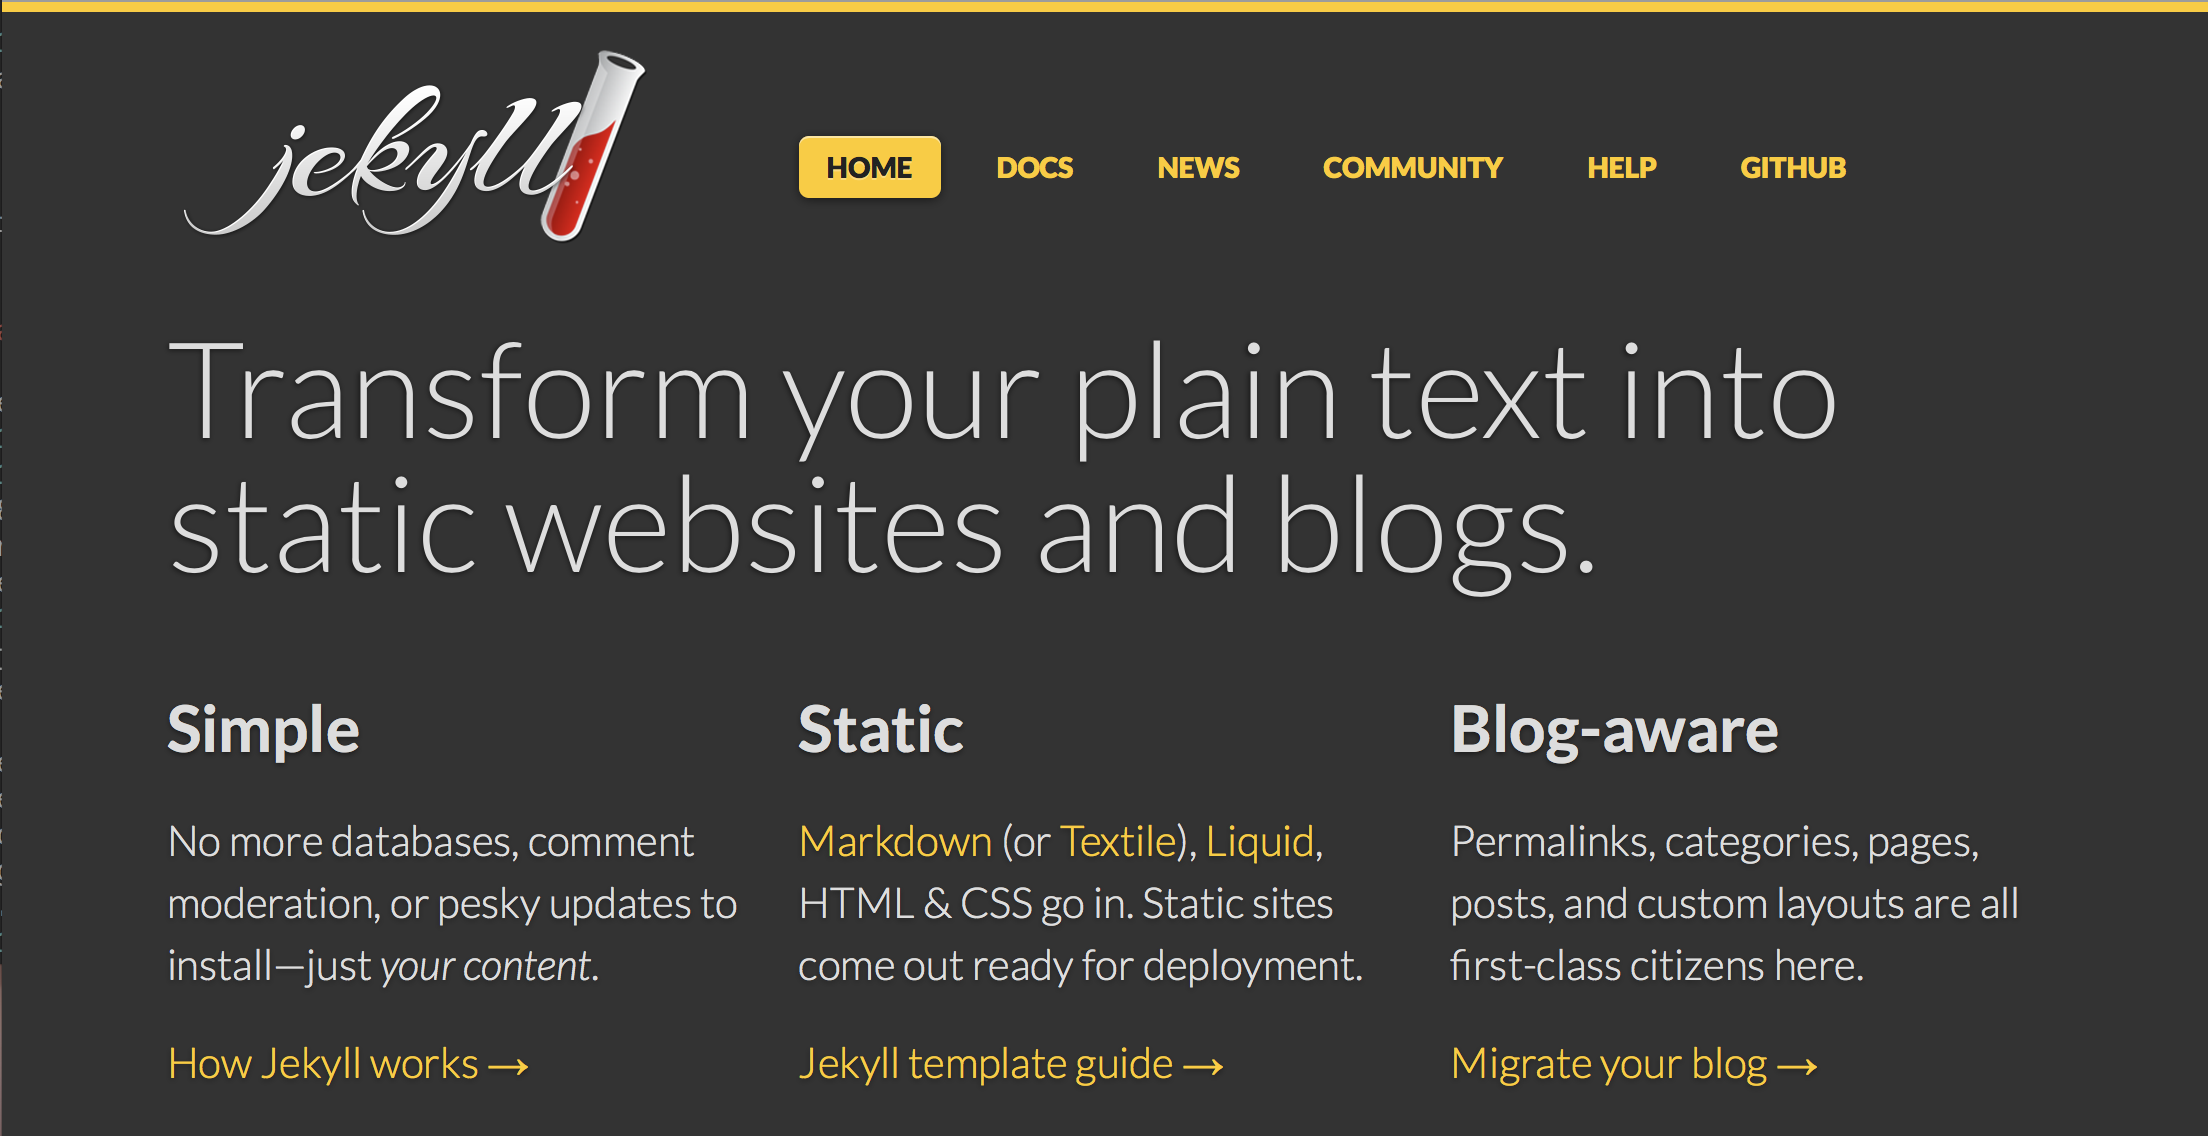 jekyll
HOME DOCS NEWS COMMUNITY HELP GITHUB
Transform your plain text into
static websites and blogs.
Simple
No more databases, comment
moderation, or pesky updates to
install—just your content.
How Jekyll works →
Static
Markdown (or Textile), Liquid,
HTML & CSS go in. Static sites
come out ready for deployment.
Jekyll template guide →
Blog-aware
Permalinks, categories, pages,
posts, and custom layouts are all
first-class citizens here.
Migrate your blog →